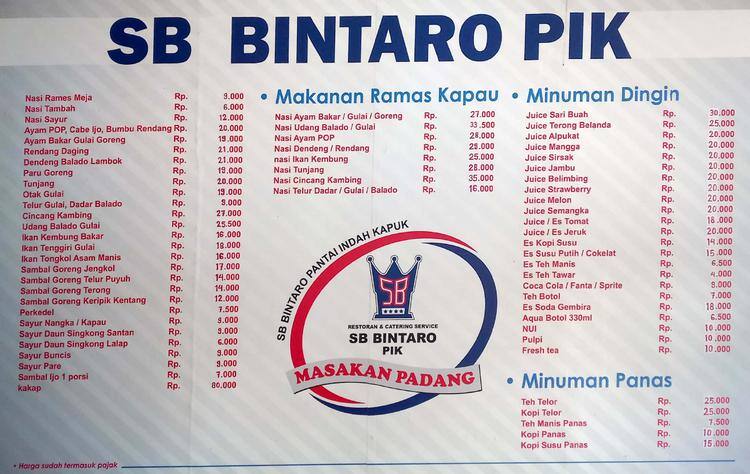 SB BINTARO PIK
Nasi Rames Meja Rp. 9.000
Nasi Tambah Rp. 6.000
Nasi Sayur Rp. 12.000
Ayam POP, Cabe Ijo, Bumbu Rendang Rp. 20.000
Ayam Bakar Gulai Goreng Rp. 19.000
Rendang Daging Rp. 21.000
Dendeng Balado Lambok Rp. 21.000
Paru Goreng Rp. 19.000
Tunjang Rp. 20.000
Otak Gulai Rp. 19.000
Telur Gulai, Dadar Balado Rp. 9.000
Cincang Kambing Rp. 27.000
Udang Balado Gulai Rp. 25.500
Ikan Kembung Bakar Rp. 16.000
Ikan Tenggiri Gulai Rp. 18.000
Ikan Tongkol Asam Manis Rp. 16.000
Sambal Goreng Jengkol Rp. 17.000
Sambal Goreng Telur Puyuh Rp. 14.000
Sambal Goreng Terong Rp. 14.000
Sambal Goreng Keripik Kentang Rp. 12.000
Perkedel Rp. 7.500
Sayur Nangka / Kapau Rp. 9.000
Sayur Daun Singkong Santan Rp. 9.000
Sayur Daun Singkong Lalap Rp. 6.000
Sayur Buncis Rp. 9.000
Sayur Pare Rp. 9.000
Sambal Ijo 1 porsi Rp. 7.000
kakap Rp. 80.000
• Harga sudah termasuk pajak
• Makanan Ramas Kapau
Nasi Ayam Bakar / Gulai / Goreng Rp. 27.000
Nasi Udang Balado / Gulai Rp. 33.500
Nasi Ayam POP Rp. 28.000
Nasi Dendeng / Rendang Rp. 28.000
nasi Ikan Kembung Rp. 25.000
Nasi Tunjang Rp. 28.000
Nasi Cincang Kambing Rp. 35.000
Nasi Telur Dadar / Gulai / Balado Rp. 16.000
SB BINTARO PANTAI INDAH KAPUK
SB
RESTORAN & CATERING SERVICE
SB BINTARO
PIK
MASAKAN PADANG
• Minuman Dingin
Juice Sari Buah Rp. 30.000
Juice Terong Belanda Rp. 25.000
Juice Alpukat Rp. 20.000
Juice Mangga Rp. 20.000
Juice Sirsak Rp. 20.000
Juice Jambu Rp. 20.000
Juice Belimbing Rp. 20.000
Juice Strawberry Rp. 20.000
Juice Melon Rp. 20.000
Juice Semangka Rp. 20.000
Juice / Es Tomat Rp. 18.000
Juice / Es Jeruk Rp. 20.000
Es Kopi Susu Rp. 14.000
Es Susu Putih / Cokelat Rp. 15.000
Es Teh Manis Rp. 6.500
Es Teh Tawar Rp. 4.000
Coca Cola / Fanta / Sprite Rp. 8.000
Teh Botol Rp. 7.000
Es Soda Gembira Rp. 18.000
Aqua Botol 330ml Rp. 6.500
NUI Rp. 10.000
Pulpi Rp. 10.000
Fresh tea Rp. 10.000
• Minuman Panas
Teh Telor Rp. 25.000
Kopi Telor Rp. 25.000
Teh Manis Panas Rp. 7.500
Kopi Panas Rp. 10.000
Kopi Susu Panas Rp. 15.000